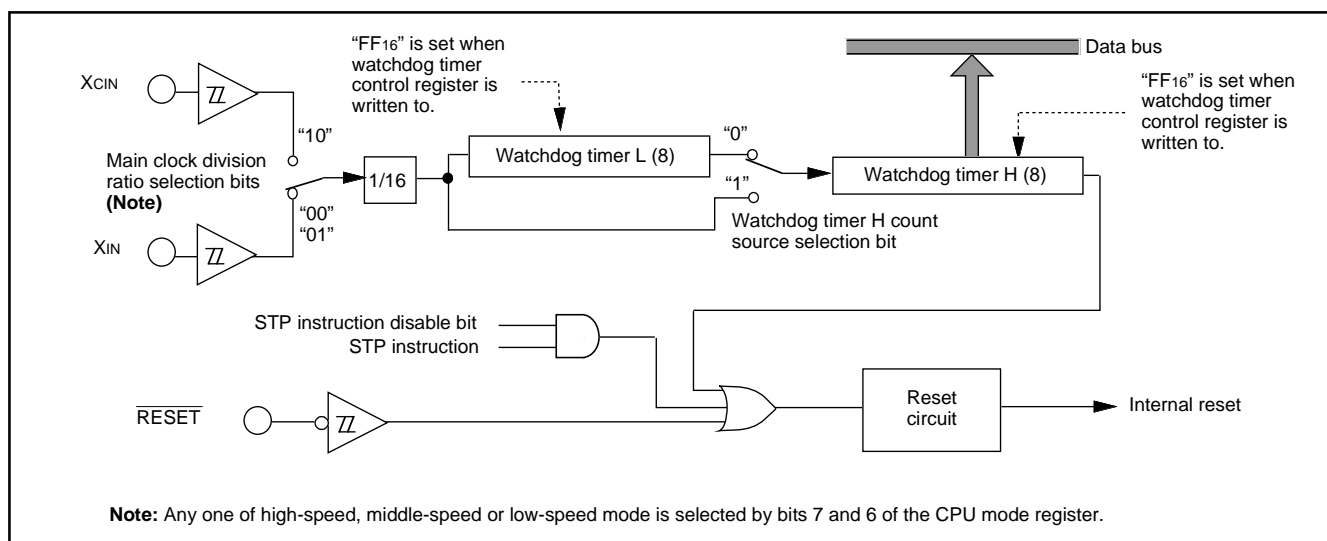 “FF16” is set when
watchdog timer
control register is
written to.
Data bus
“FF16” is set when
watchdog timer
control register is
written to.
XCIN
“10”
Main clock division
ratio selection bits
(Note)
“00”
“01”
XIN
1/16
Watchdog timer L (8)
“0”
“1”
Watchdog timer H count
source selection bit
Watchdog timer H (8)
STP instruction disable bit
STP instruction
RESET
Reset
circuit
Internal reset
Note: Any one of high-speed, middle-speed or low-speed mode is selected by bits 7 and 6 of the CPU mode register.